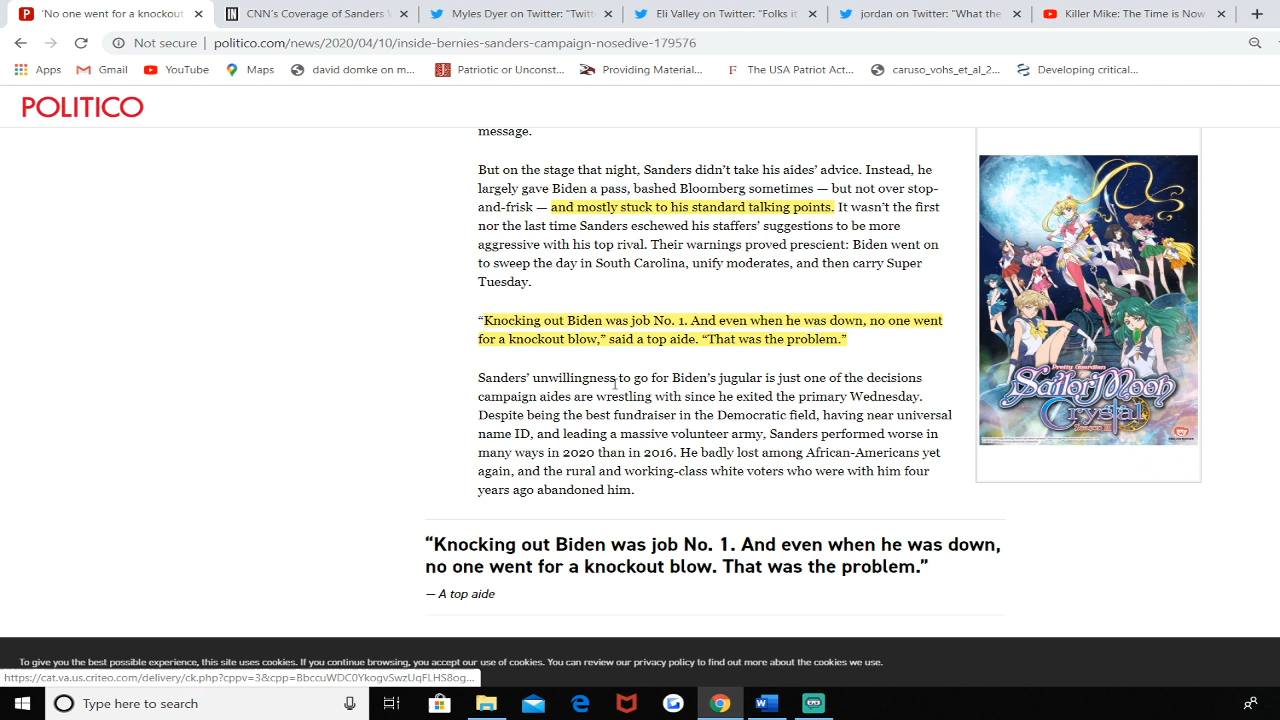 'No one went for a knockout
CNN's Coverage of Sanders V
Myles Dyer on Twitter: "Twitt
Eli Valley on Twitter: "Folks it
jordan on Twitter: "What the
Killer Mike: The Time is Now
Not secure | politico.com/news/2020/04/10/inside-bernies-sanders-campaign-nosedive-179576
Apps Gmail YouTube Maps david domke on m... Patriotic or Unconst... Providing Material... The USA Patriot Act... caruso_vohs_et_al_2... Developing critical...
POLITICO
message.
But on the stage that night, Sanders didn't take his aides' advice. Instead, he
largely gave Biden a pass, bashed Bloomberg sometimes — but not over stop-
and-frisk — and mostly stuck to his standard talking points. It wasn't the first
nor the last time Sanders eschewed his staffers' suggestions to be more
aggressive with his top rival. Their warnings proved prescient: Biden went on
to sweep the day in South Carolina, unify moderates, and then carry Super
Tuesday.
"Knocking out Biden was job No. 1. And even when he was down, no one went
for a knockout blow," said a top aide. "That was the problem."
Sanders' unwillingness to go for Biden's jugular is just one of the decisions
campaign aides are wrestling with since he exited the primary Wednesday.
Despite being the best fundraiser in the Democratic field, having near universal
name ID, and leading a massive volunteer army, Sanders performed worse in
many ways in 2020 than in 2016. He badly lost among African-Americans yet
again, and the rural and working-class white voters who were with him four
years ago abandoned him.
Pretty Guardian
Sailor Moon
Crystal
"Knocking out Biden was job No. 1. And even when he was down,
no one went for a knockout blow. That was the problem."
— A top aide
To give you the best possible experience, this site uses cookies. If you continue browsing, you accept our use of cookies. You can review our privacy policy to find out more about the cookies we use.
https://cat.va.us.criteo.com/delivery/ck.php?cppv=3&cpp=BbccuWDC0YkogvSwzUqFLHS8og...
Type here to search